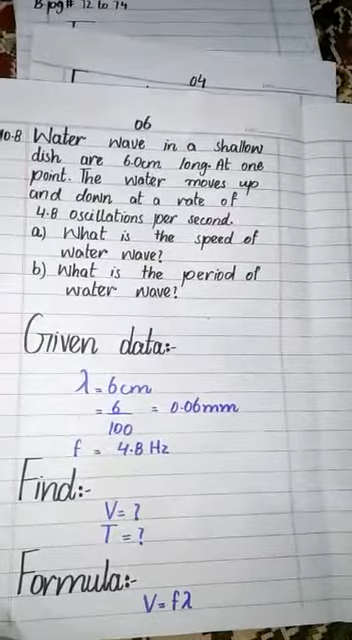 B.pg# 72 to 74
04
06
10.8 Water wave in a shallow
dish are 6.0cm long. At one
point. The water moves up
and down at a rate of
4.8 oscillations per second.
a) What is the speed of
water wave?
b) What is the period of
water wave?
Given data:-
λ = 6cm
= 6/100 = 0.06mm
f = 4.8 Hz
Find:-
V = ?
T = ?
Formula:-
V = fλ